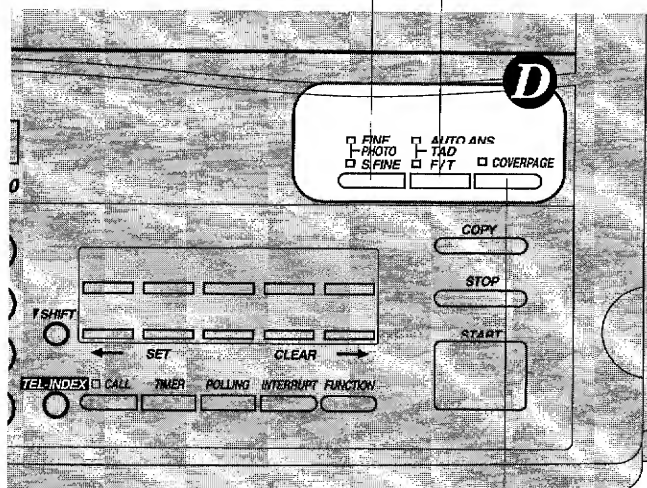 D
FINE
PHOTO
S.FINE
AUTO ANS
TAD
F/T
COVERPAGE
COPY
STOP
START
▼SHIFT
← SET CLEAR →
TEL-INDEX CALL TIMER POLLING INTERRUPT FUNCTION